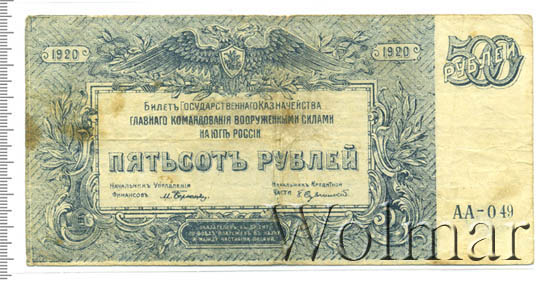 1920
1920
500
РУБЛЕЙ
БИЛЕТЪ ГОСУДАРСТВЕННАГО КАЗНАЧЕЙСТВА
ГЛАВНАГО КОМАНДОВАНІЯ ВООРУЖЕННЫМИ СИЛАМИ
НА ЮГѢ РОССІИ
ПЯТЬСОТЪ РУБЛЕЙ
НАЧАЛЬНИКЪ УПРАВЛЕНІЯ
ФИНАНСОВЪ
НАЧАЛЬНИКЪ КРЕДИТНОЙ
ЧАСТИ
АА-049
Wolmar